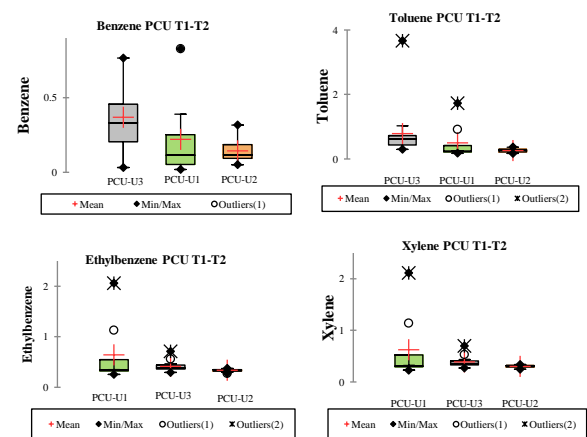 Benzene PCU T1-T2
Benzene
0.5
0
PCU-U3 PCU-U1 PCU-U2
Mean Min/Max Outliers(1)
Toluene PCU T1-T2
Toluene
4
2
0
PCU-U3 PCU-U1 PCU-U2
Mean Min/Max Outliers(1) Outliers(2)
Ethylbenzene PCU T1-T2
Ethylbenzene
2
1
0
PCU-U1 PCU-U3 PCU-U2
Mean Min/Max Outliers(1) Outliers(2)
Xylene PCU T1-T2
Xylene
2
1
0
PCU-U1 PCU-U3 PCU-U2
Mean Min/Max Outliers(1) Outliers(2)